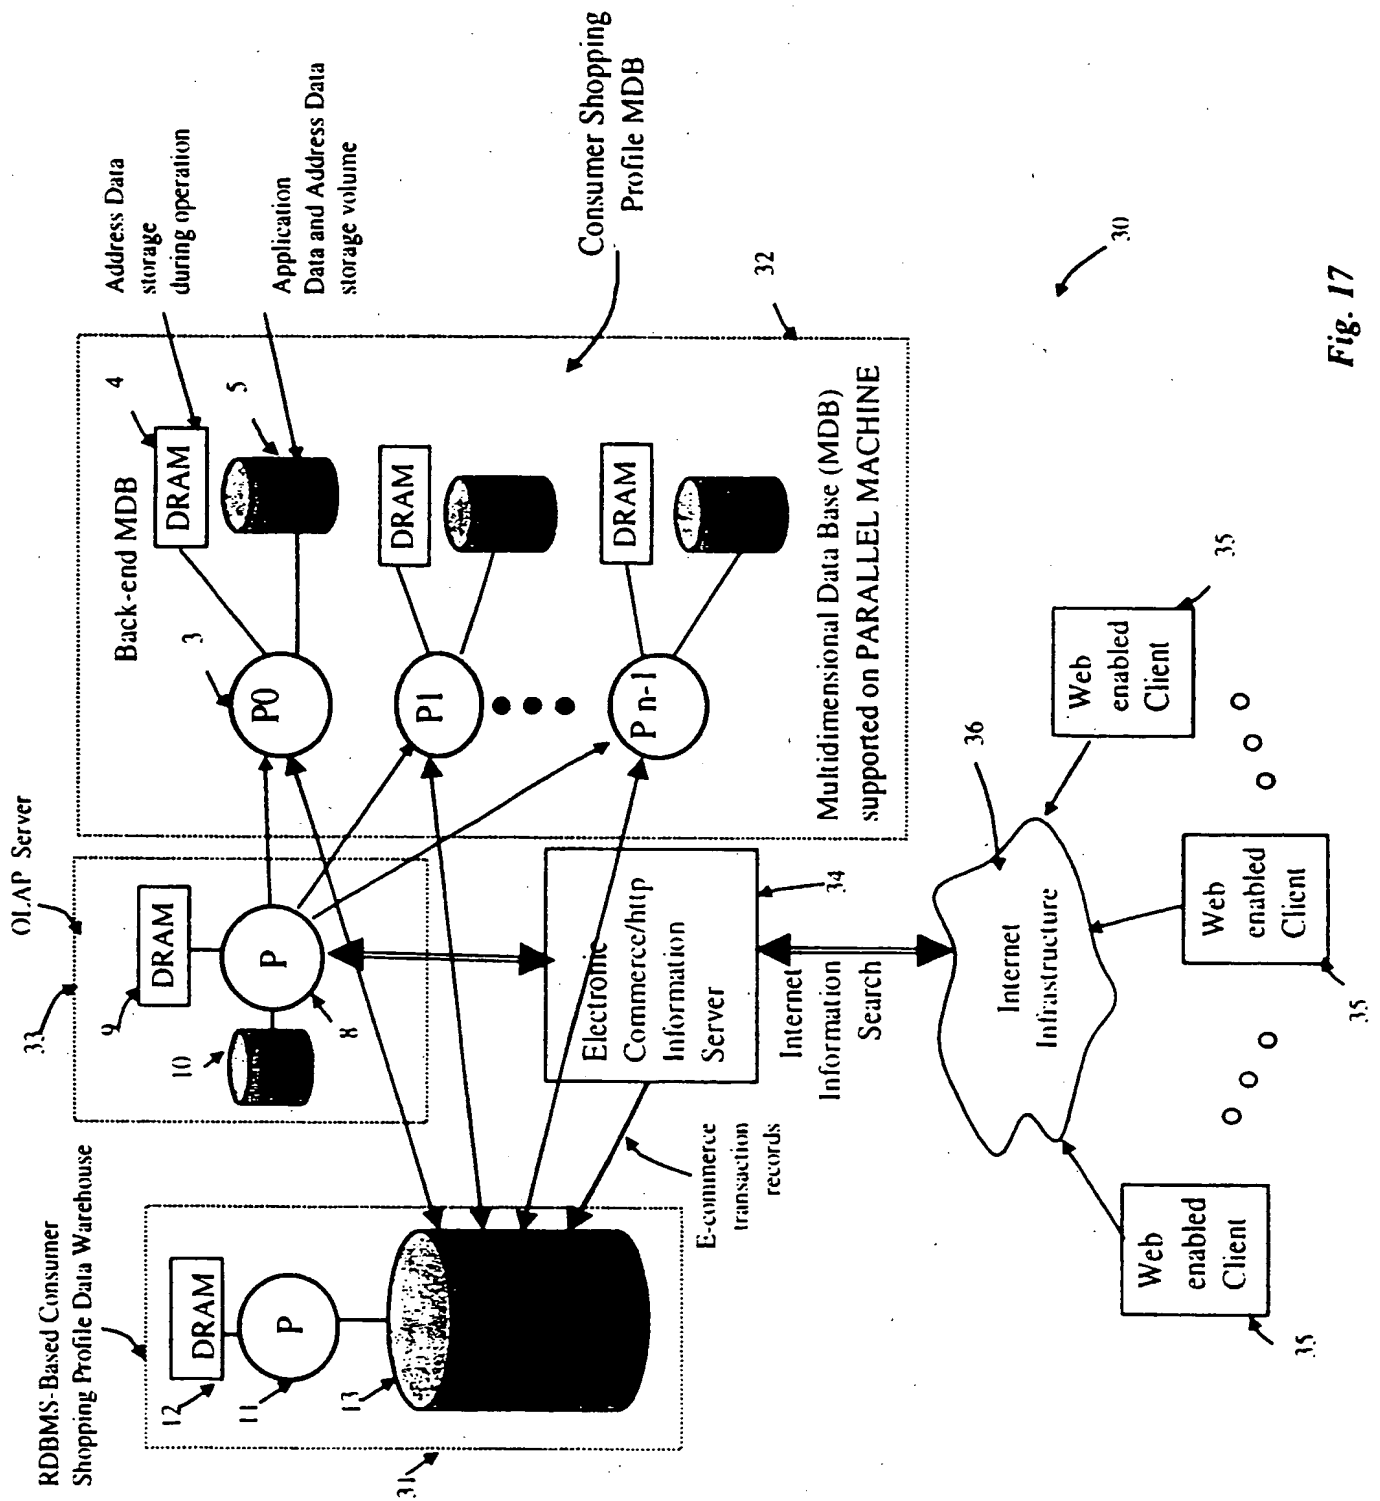 RDBMS-Based Consumer
Shopping Profile Data Warehouse
DRAM
12
P
11
13
31
OLAP Server
33
DRAM
9
P
8
10
Back-end MDB
3
P0
4
DRAM
5
Address Data
storage
during operation
Application
Data and Address Data
storage volume
P1
DRAM
P n-1
DRAM
Multidimensional Data Base (MDB)
supported on PARALLEL MACHINE
Consumer Shopping
Profile MDB
32
E-commerce
transaction
records
Electronic
Commerce/http
Information
Server
34
Internet
Information
Search
Internet
Infrastructure
36
Web
enabled
Client
35
Web
enabled
Client
35
Web
enabled
Client
35
30
Fig. 17